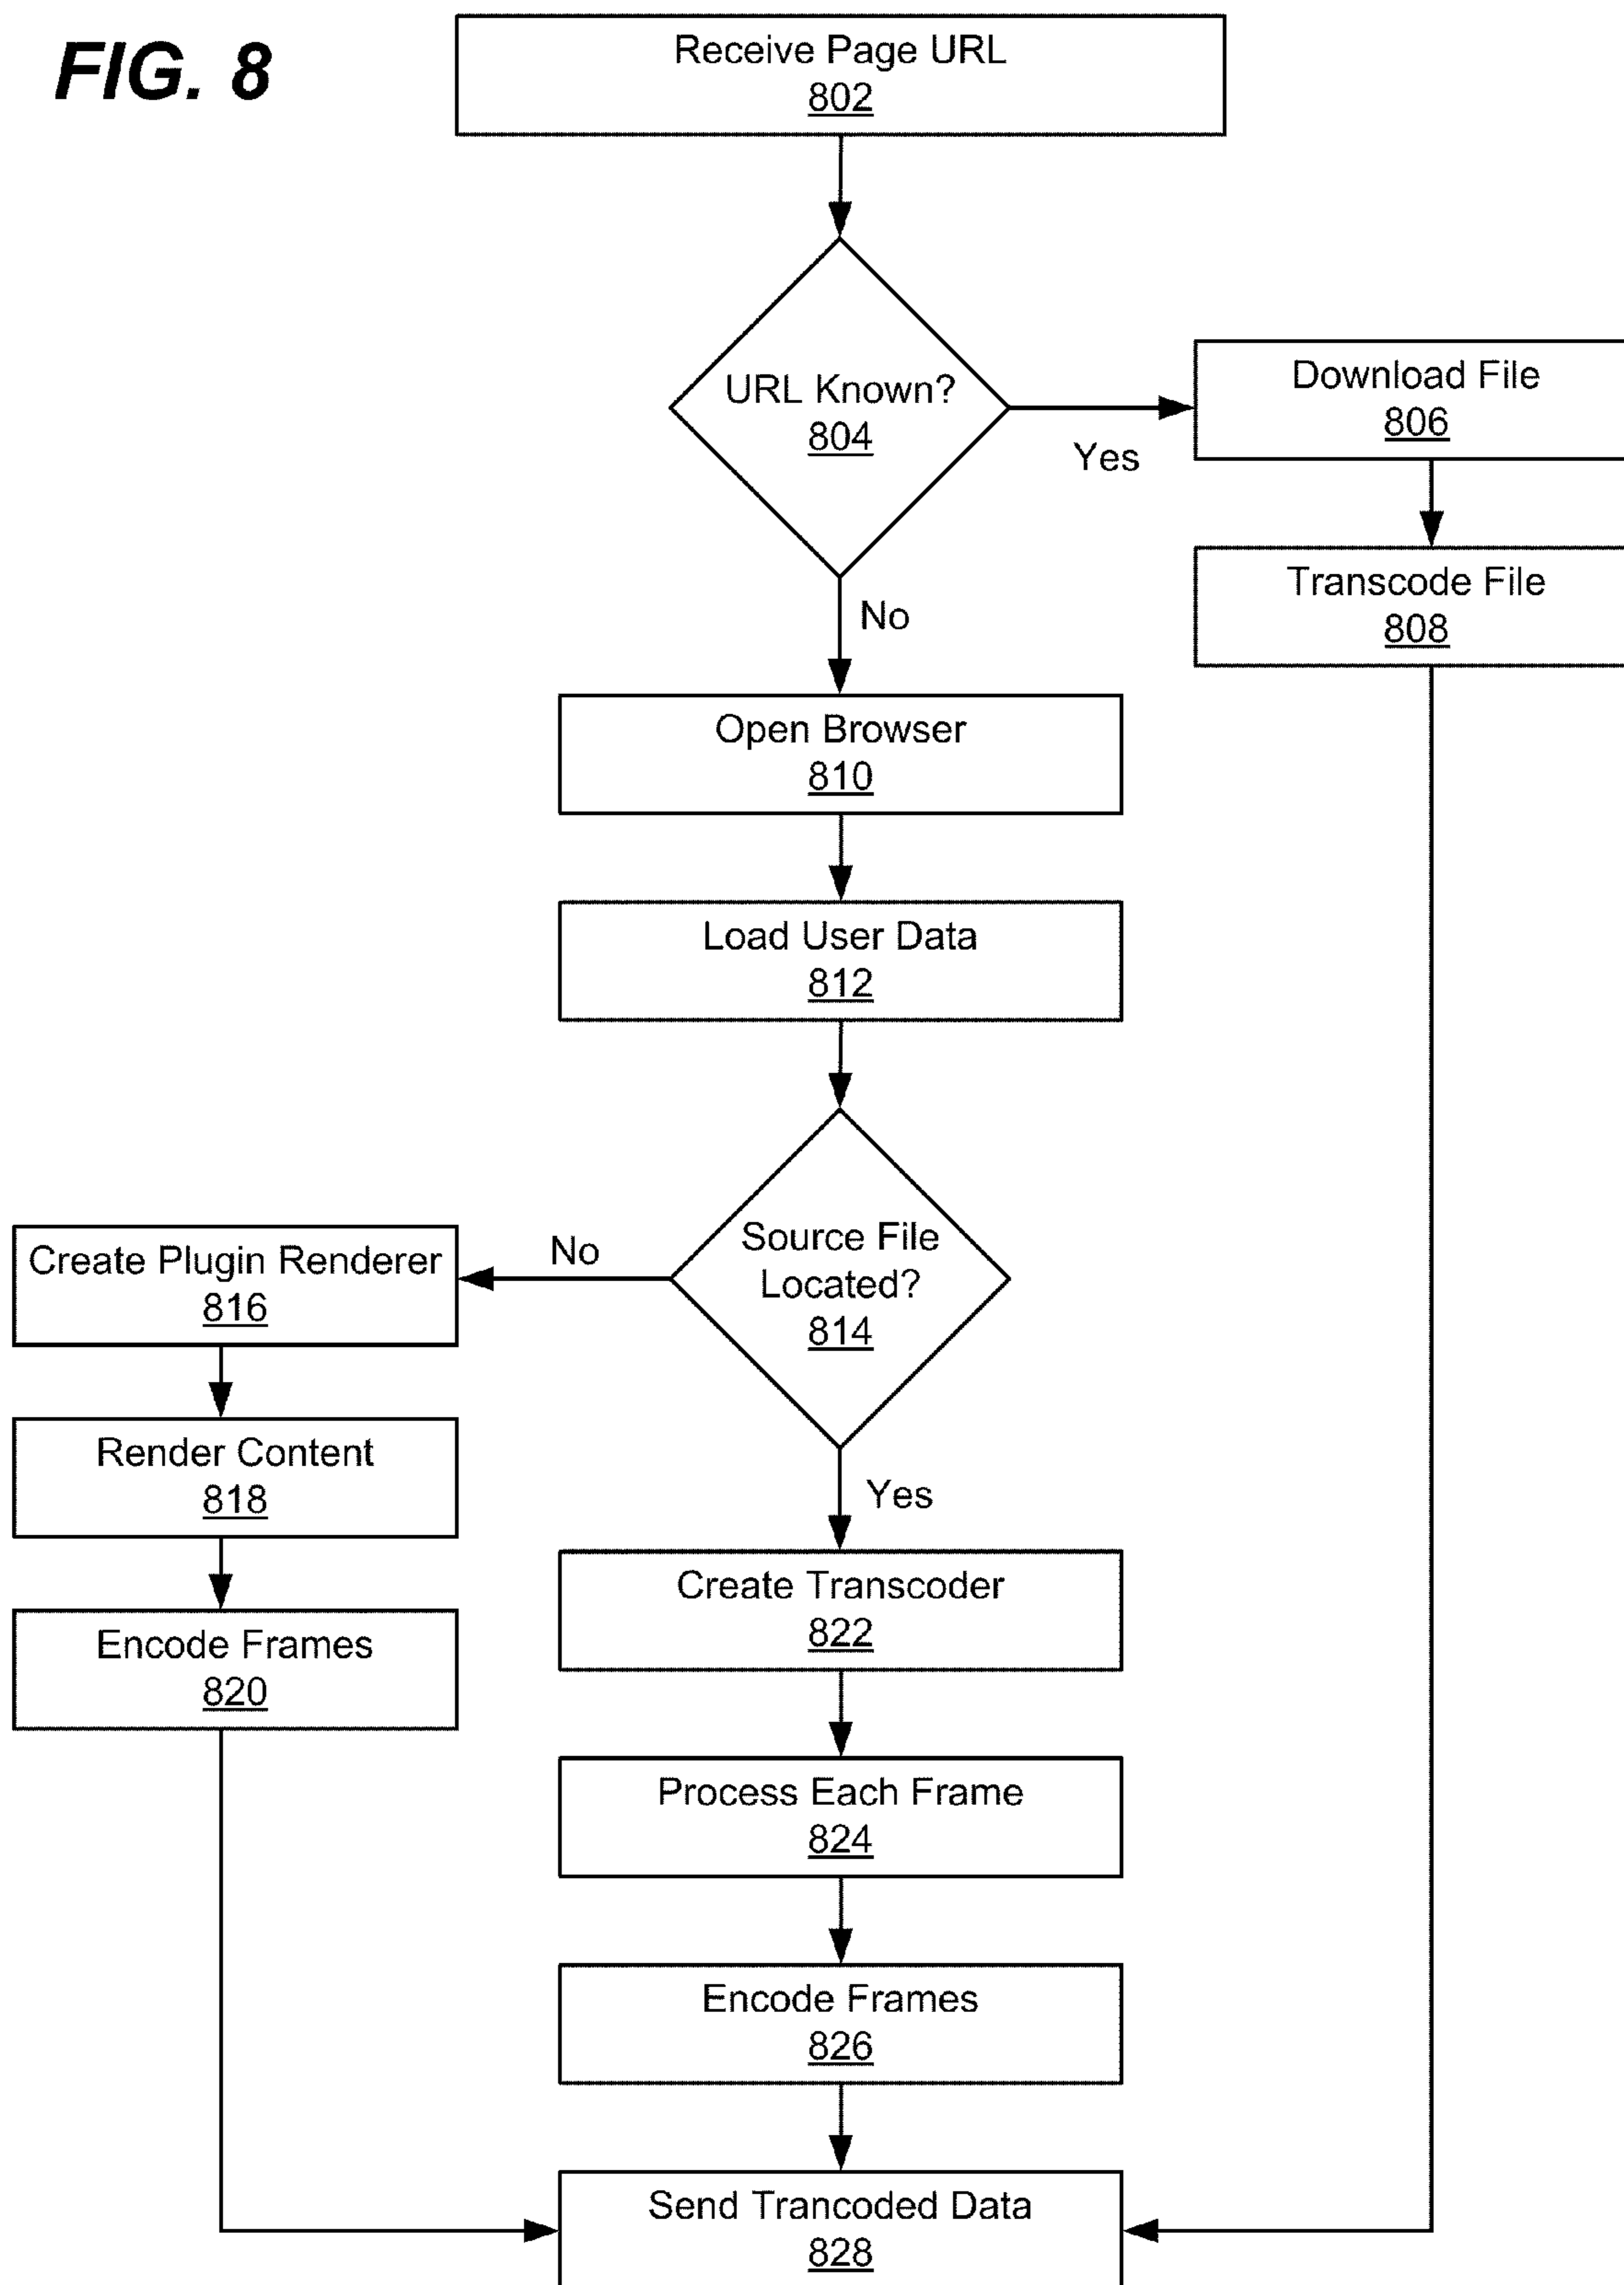 FIG. 8
Receive Page URL
802
URL Known?
804
Yes
No
Download File
806
Transcode File
808
Open Browser
810
Load User Data
812
Source File
Located?
814
No
Yes
Create Plugin Renderer
816
Render Content
818
Encode Frames
820
Create Transcoder
822
Process Each Frame
824
Encode Frames
826
Send Trancoded Data
828